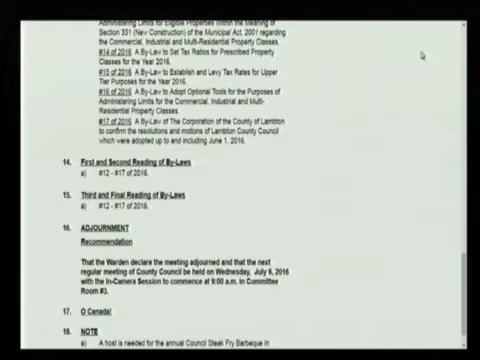 Administering Limits for Eligible Properties Within the Meaning of
Section 331 (New Construction) of the Municipal Act, 2001 regarding
the Commercial, Industrial and Multi-Residential Property Classes.
#14 of 2016 A By-Law to Set Tax Ratios for Prescribed Property
Classes for the Year 2016.
#15 of 2016 A By-Law to Establish and Levy Tax Rates for Upper
Tier Purposes for the Year 2016.
#16 of 2016 A By-Law to Adopt Optional Tools for the Purposes of
Administering Limits for the Commercial, Industrial and Multi-
Residential Property Classes.
#17 of 2016 A By-Law of The Corporation of the County of Lambton
to confirm the resolutions and motions of Lambton County Council
which were adopted up to and including June 1, 2016.
14. First and Second Reading of By-Laws
a) #12 - #17 of 2016.
15. Third and Final Reading of By-Laws
a) #12 - #17 of 2016.
16. ADJOURNMENT
Recommendation
That the Warden declare the meeting adjourned and that the next
regular meeting of County Council be held on Wednesday, July 6, 2016
with the In-Camera Session to commence at 9:00 a.m. in Committee
Room #3.
17. O Canada!
18. NOTE
a) A host is needed for the annual Council Steak Fry Barbeque in